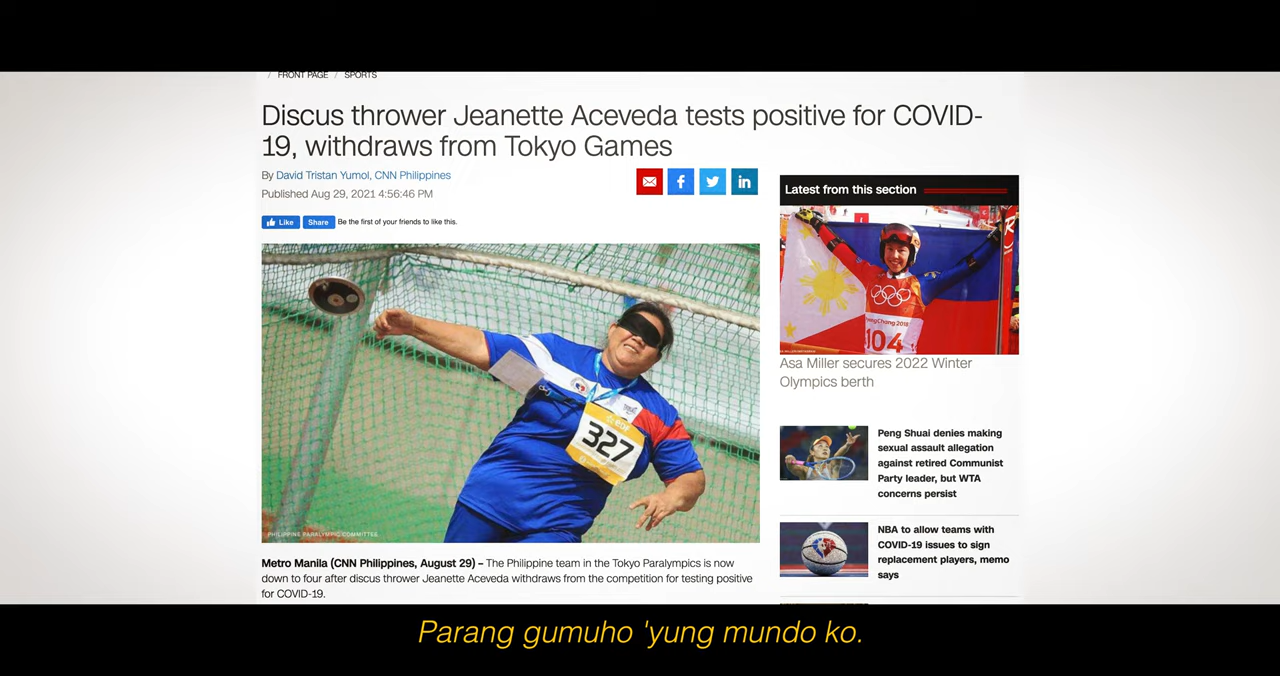 / FRONT PAGE / SPORTS
Discus thrower Jeanette Aceveda tests positive for COVID-
19, withdraws from Tokyo Games
By David Tristan Yumol, CNN Philippines
Published Aug 29, 2021 4:56:46 PM
Like Share Be the first of your friends to like this.
327
PHILIPPINE PARALYMPIC COMMITTEE
Metro Manila (CNN Philippines, August 29) – The Philippine team in the Tokyo Paralympics is now
down to four after discus thrower Jeanette Aceveda withdraws from the competition for testing positive
for COVID-19.
Latest from this section
PyeongChang 2018
104
Asa Miller secures 2022 Winter
Olympics berth
Peng Shuai denies making
sexual assault allegation
against retired Communist
Party leader, but WTA
concerns persist
NBA to allow teams with
COVID-19 issues to sign
replacement players, memo
says
Parang gumuho 'yung mundo ko.